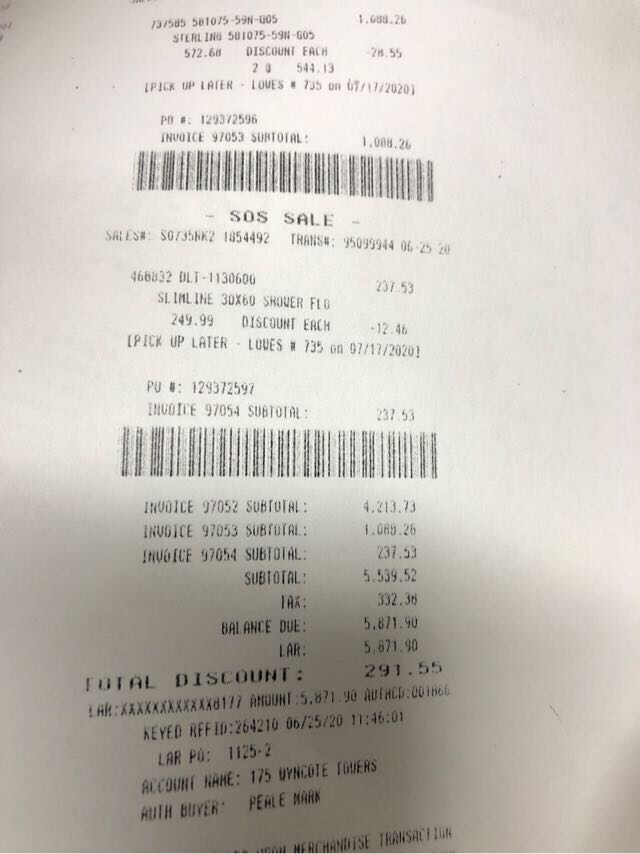 737585 581075-59N-G05 1,088.26
STERLING 581075-59N-G05
572.68 DISCOUNT EACH -28.55
2 @ 544.13
[PICK UP LATER - LOWES # 735 on 07/17/2020]
PO #: 129372596
INVOICE 97053 SUBTOTAL: 1,088.26
- SOS SALE -
SALES#: S0735NK2 1854492 TRANS#: 95099944 06-25-20
468832 DLT-1130600 237.53
SLIMLINE 30X60 SHOWER FLO
249.99 DISCOUNT EACH -12.46
[PICK UP LATER - LOWES # 735 on 07/17/2020]
PO #: 129372597
INVOICE 97054 SUBTOTAL: 237.53
INVOICE 97052 SUBTOTAL: 4,213.73
INVOICE 97053 SUBTOTAL: 1,088.26
INVOICE 97054 SUBTOTAL: 237.53
SUBTOTAL: 5,539.52
TAX: 332.38
BALANCE DUE: 5,871.90
LAR: 5,871.90
TOTAL DISCOUNT: 291.55
LAR:XXXXXXXXXXXX8177 AMOUNT:5,871.90 AUTHCD:001866
KEYED REFID:264210 06/25/20 11:46:01
LAR PO: 1125-2
ACCOUNT NAME: 175 WYNCOTE TOWERS
AUTH BUYER: PEALE MARK
UPON MERCHANDISE TRANSACTION